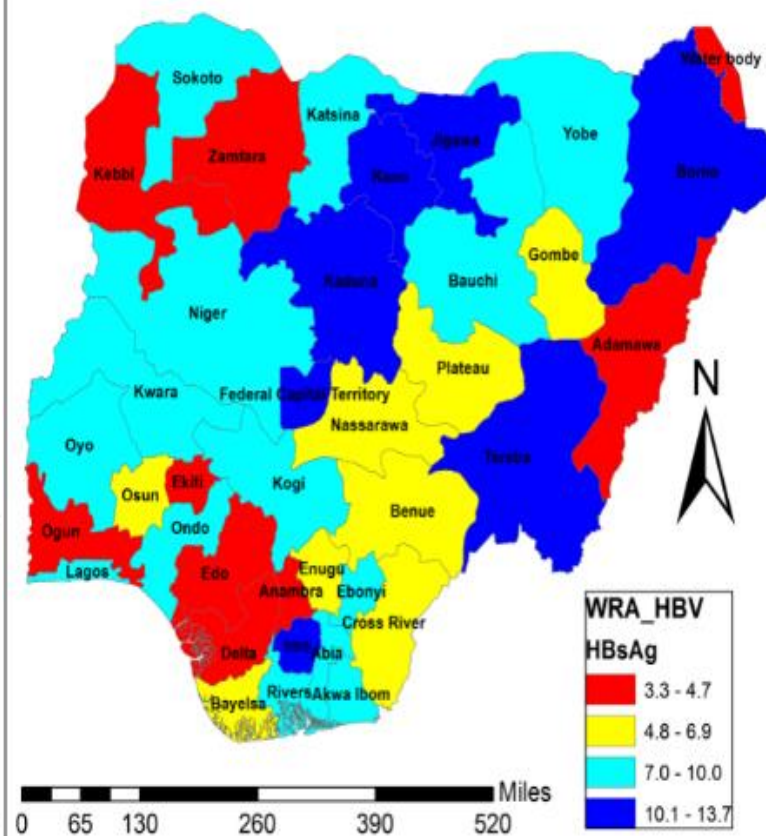 Water body
Sokoto
Katsina
Jigawa
Yobe
Zamfara
Kebbi
Kano
Borno
Gombe
Kaduna
Bauchi
Niger
Adamawa
Plateau
Kwara
Federal Capital Territory
Nassarawa
Oyo
Taraba
Osun
Ekiti
Kogi
Benue
Ogun
Ondo
Lagos
Edo
Enugu
Anambra
Ebonyi
Cross River
Delta
Imo
Abia
Bayelsa
Rivers
Akwa Ibom
N
WRA_HBV
HBsAg
3.3 - 4.7
4.8 - 6.9
7.0 - 10.0
10.1 - 13.7
Miles
0 65 130 260 390 520